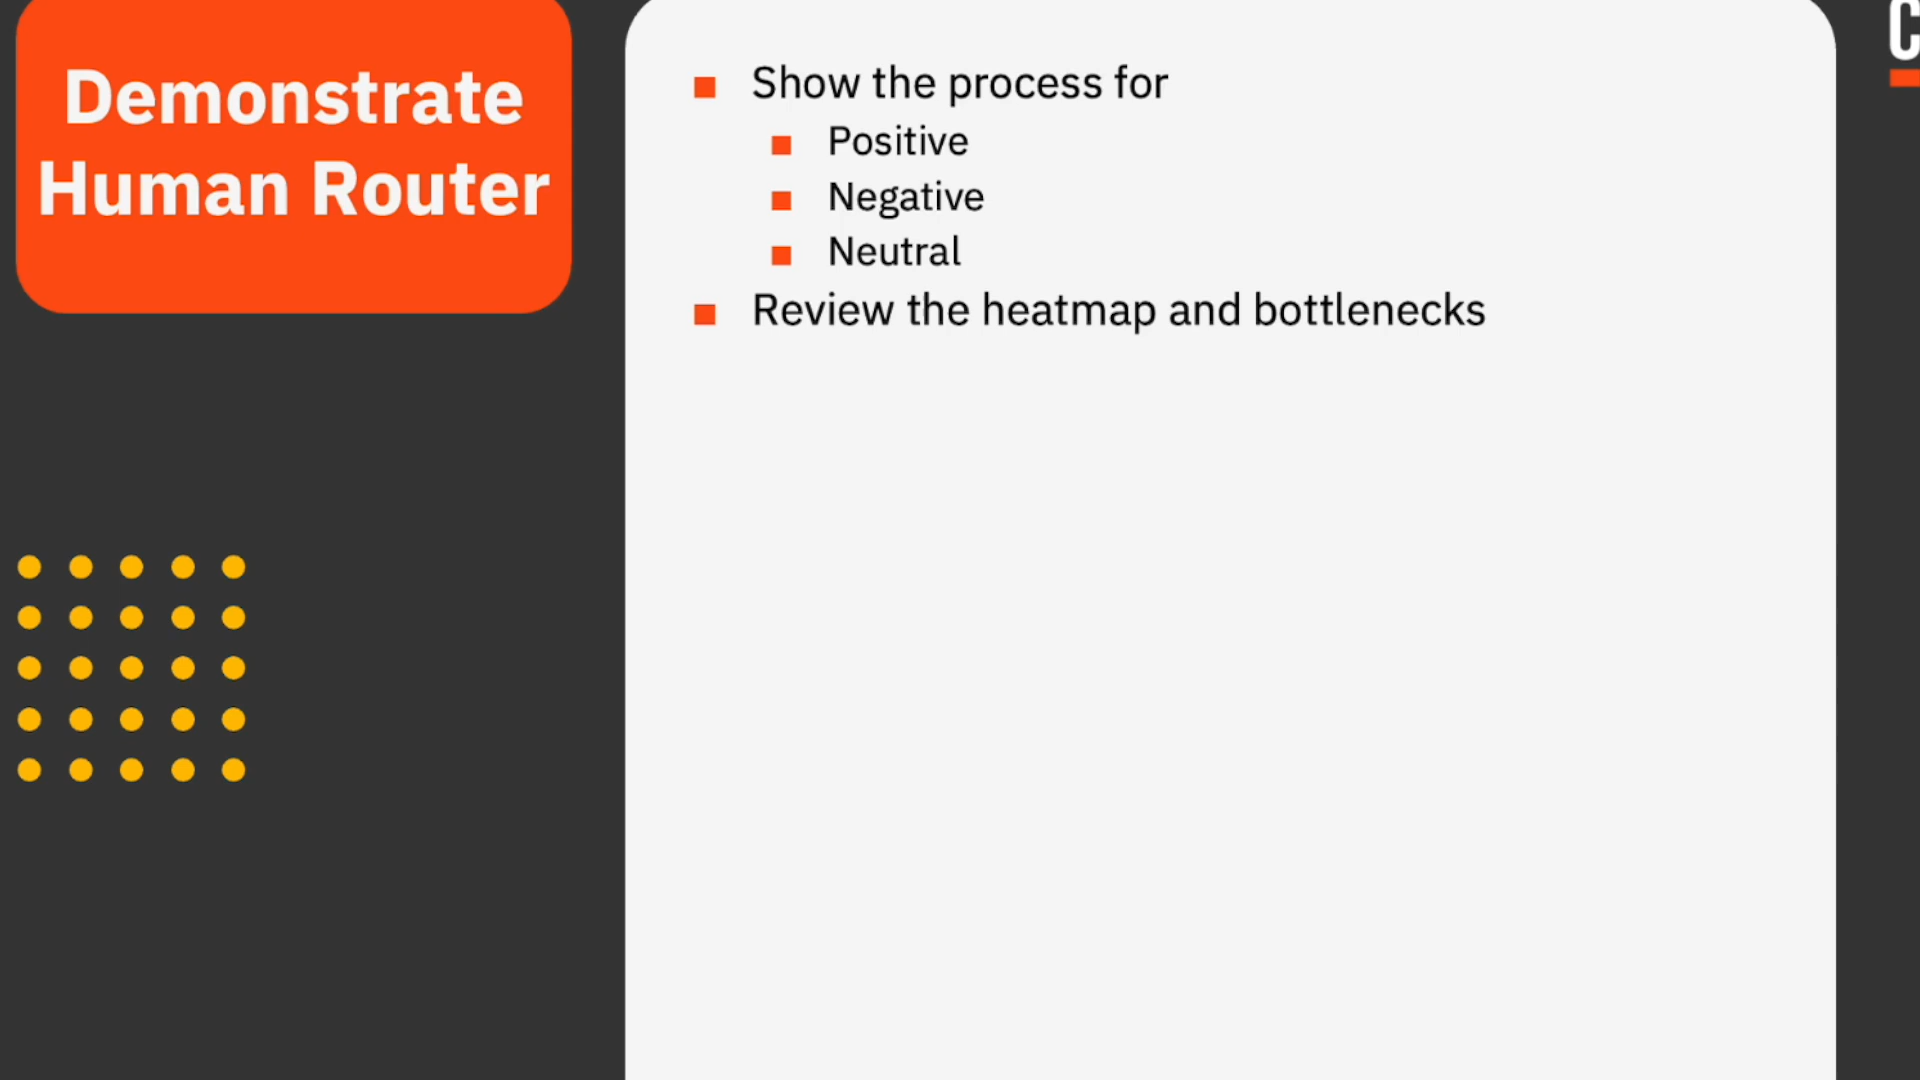 Demonstrate
Human Router
Show the process for
Positive
Negative
Neutral
Review the heatmap and bottlenecks
C